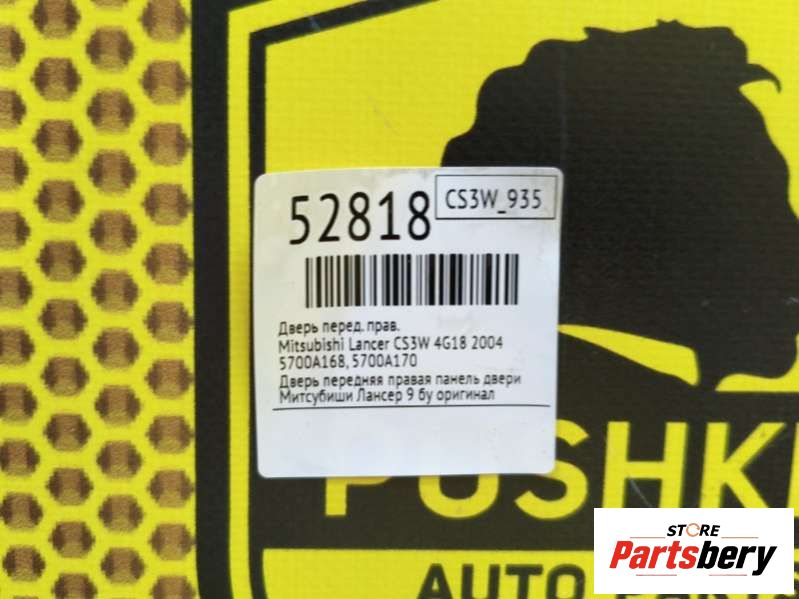 52818
CS3W_935
Дверь перед. прав.
Mitsubishi Lancer CS3W 4G18 2004
5700A168, 5700A170
Дверь передняя правая панель двери
Митсубиши Лансер 9 бу оригинал
AUTO
STORE
Partsbery